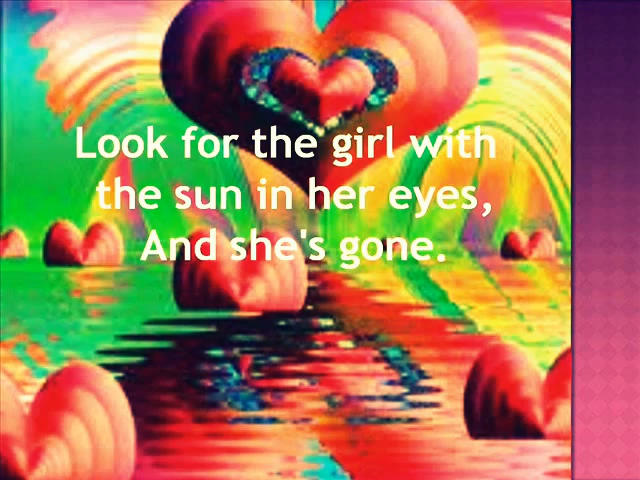 Look for the girl with
the sun in her eyes,
And she's gone.